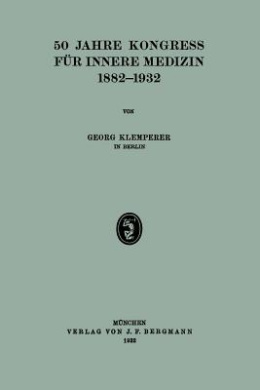 50 JAHRE KONGRESS
FÜR INNERE MEDIZIN
1882–1932
VON
GEORG KLEMPERER
IN BERLIN
MÜNCHEN
VERLAG VON J. F. BERGMANN
1932